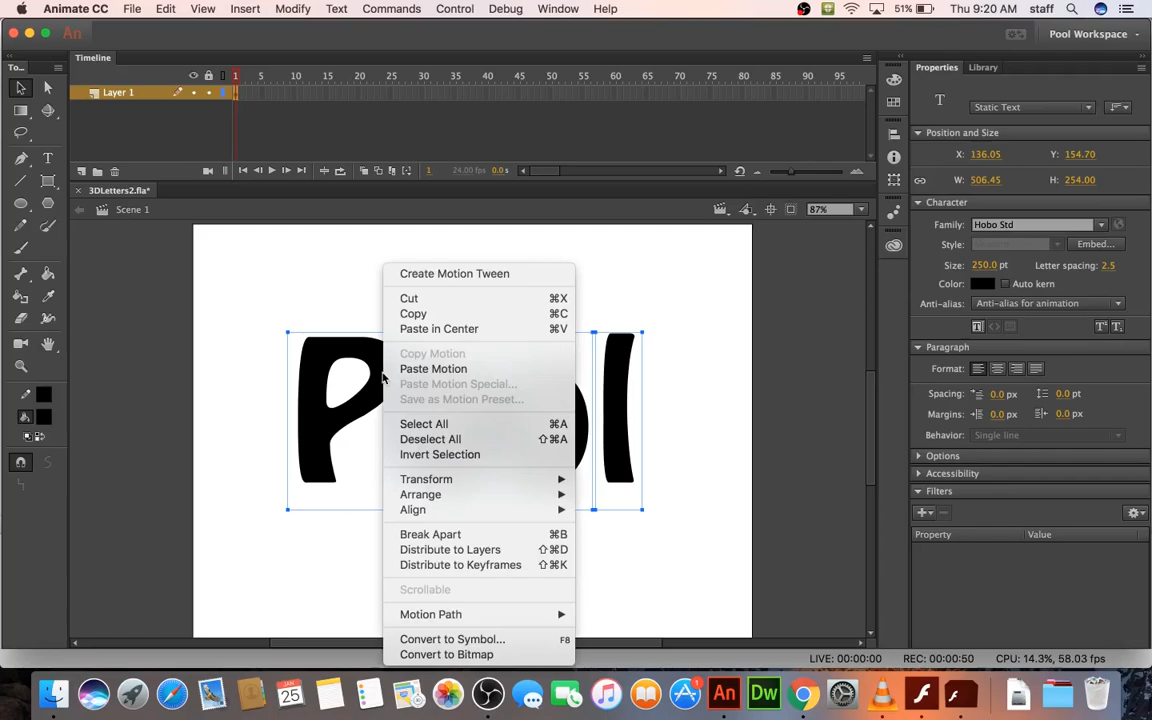 Animate CC File Edit View Insert Modify Text Commands Control Debug Window Help 51% Thu 9:20 AM staff
An Pool Workspace
Timeline
1 5 10 15 20 25 30 35 40 45 50 55 60 65 70 75 80 85 90 95
Layer 1
1 24.00 fps 0.0 s
3DLetters2.fla*
Scene 1 87%
To...
Pool
Create Motion Tween
Cut ⌘X
Copy ⌘C
Paste in Center ⌘V
Copy Motion
Paste Motion
Paste Motion Special...
Save as Motion Preset...
Select All ⌘A
Deselect All ⇧⌘A
Invert Selection
Transform
Arrange
Align
Break Apart ⌘B
Distribute to Layers ⇧⌘D
Distribute to Keyframes ⇧⌘K
Scrollable
Motion Path
Convert to Symbol... F8
Convert to Bitmap
Properties Library
T Static Text
Position and Size
X: 136.05 Y: 154.70
W: 506.45 H: 254.00
Character
Family: Hobo Std
Style: Embed...
Size: 250.0 pt Letter spacing: 2.5
Color: Auto kern
Anti-alias: Anti-alias for animation
Paragraph
Format:
Spacing: 0.0 px 0.0 pt
Margins: 0.0 px 0.0 px
Behavior: Single line
Options
Accessibility
Filters
Property Value
LIVE: 00:00:00 REC: 00:00:50 CPU: 14.3%, 58.03 fps
JAN
25
1
An Dw